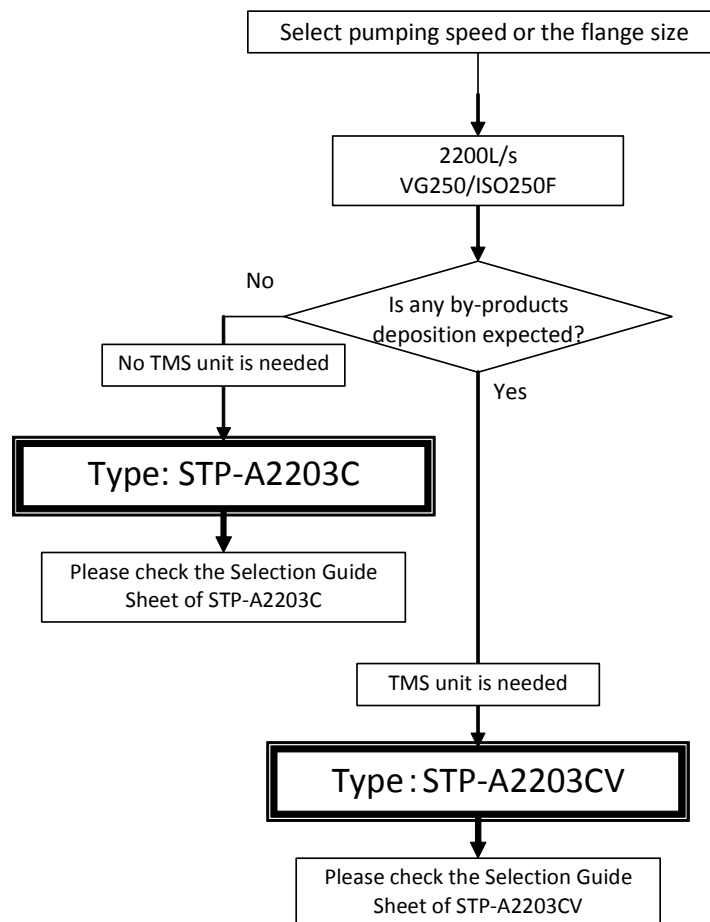 Select pumping speed or the flange size
2200L/s
VG250/ISO250F
No
Is any by-products
deposition expected?
No TMS unit is needed
Yes
Type: STP-A2203C
Please check the Selection Guide
Sheet of STP-A2203C
TMS unit is needed
Type：STP-A2203CV
Please check the Selection Guide
Sheet of STP-A2203CV